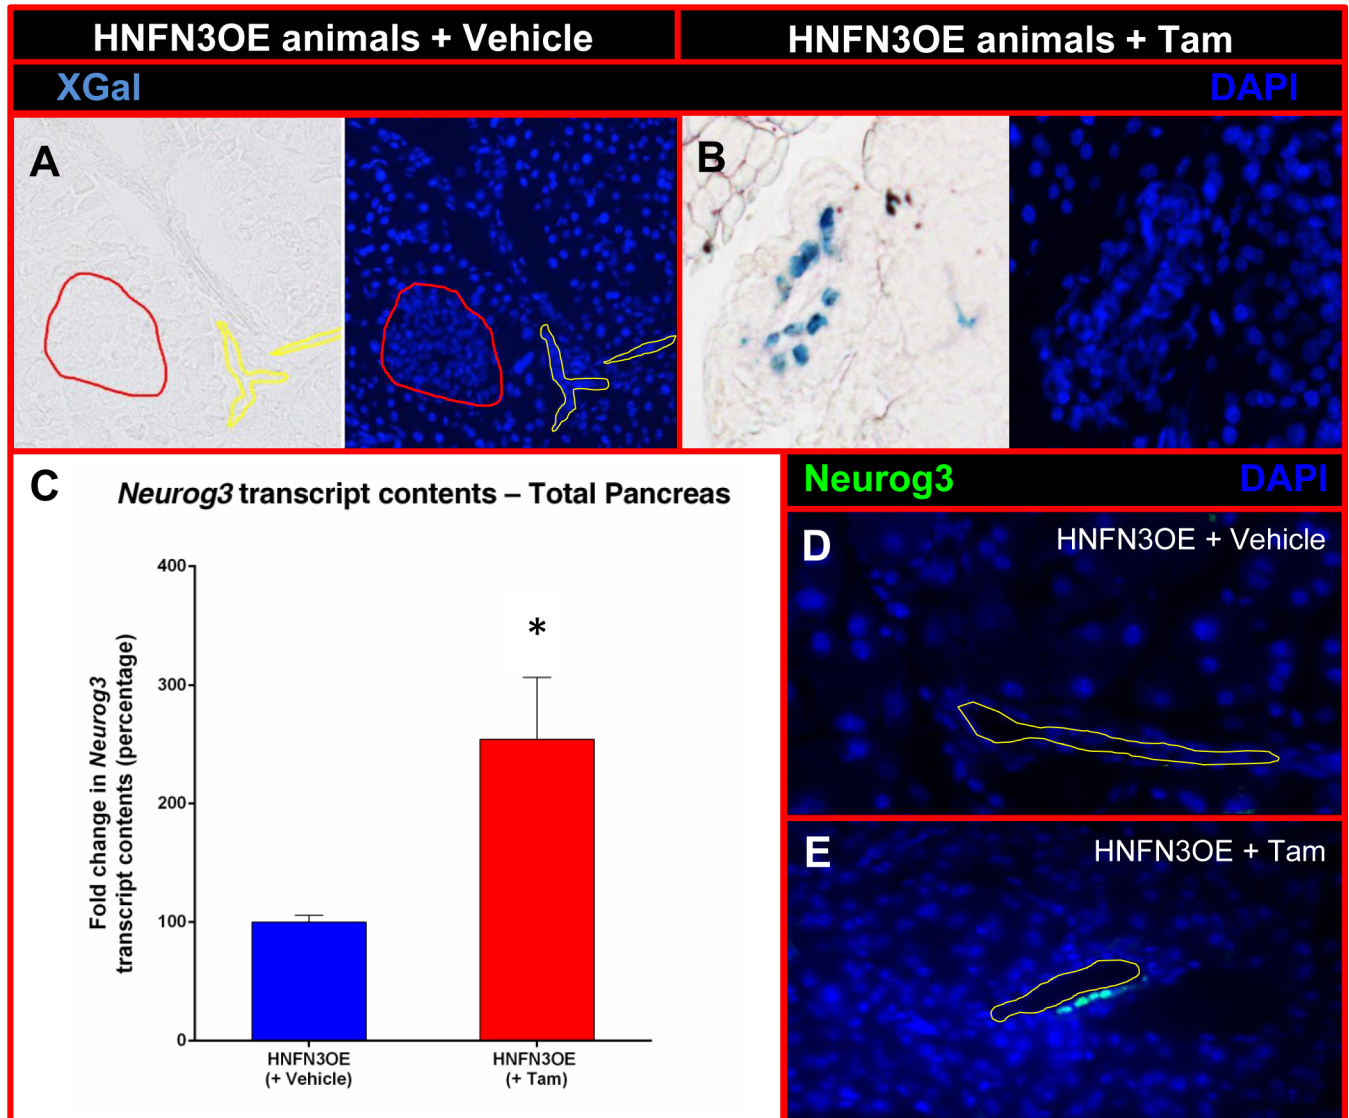 HNFN3OE animals + Vehicle
HNFN3OE animals + Tam
XGal
DAPI
A
B
C
Neurog3 transcript contents – Total Pancreas
Fold change in Neurog3
transcript contents (percentage)
400
300
200
100
0
*
HNFN3OE
(+ Vehicle)
HNFN3OE
(+ Tam)
Neurog3
DAPI
D
HNFN3OE + Vehicle
E
HNFN3OE + Tam